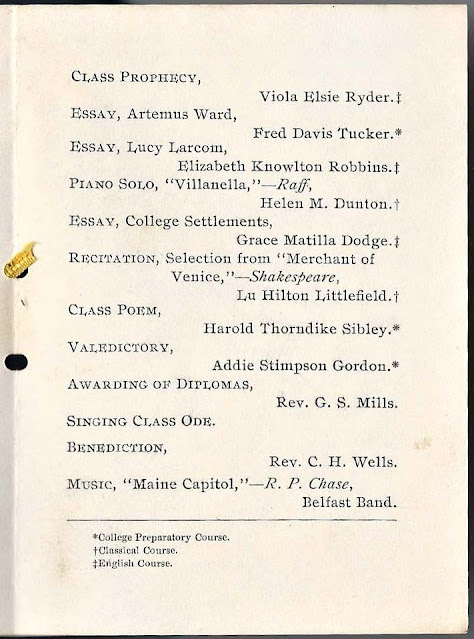 Class Prophecy,
Viola Elsie Ryder.‡
Essay, Artemus Ward,
Fred Davis Tucker.*
Essay, Lucy Larcom,
Elizabeth Knowlton Robbins.‡
Piano Solo, “Villanella,”—Raff,
Helen M. Dunton.†
Essay, College Settlements,
Grace Matilla Dodge.‡
Recitation, Selection from “Merchant of
Venice,”—Shakespeare,
Lu Hilton Littlefield.†
Class Poem,
Harold Thorndike Sibley.*
Valedictory,
Addie Stimpson Gordon.*
Awarding of Diplomas,
Rev. G. S. Mills.
Singing Class Ode.
Benediction,
Rev. C. H. Wells.
Music, “Maine Capitol,”—R. P. Chase,
Belfast Band.
*College Preparatory Course.
†Classical Course.
‡English Course.